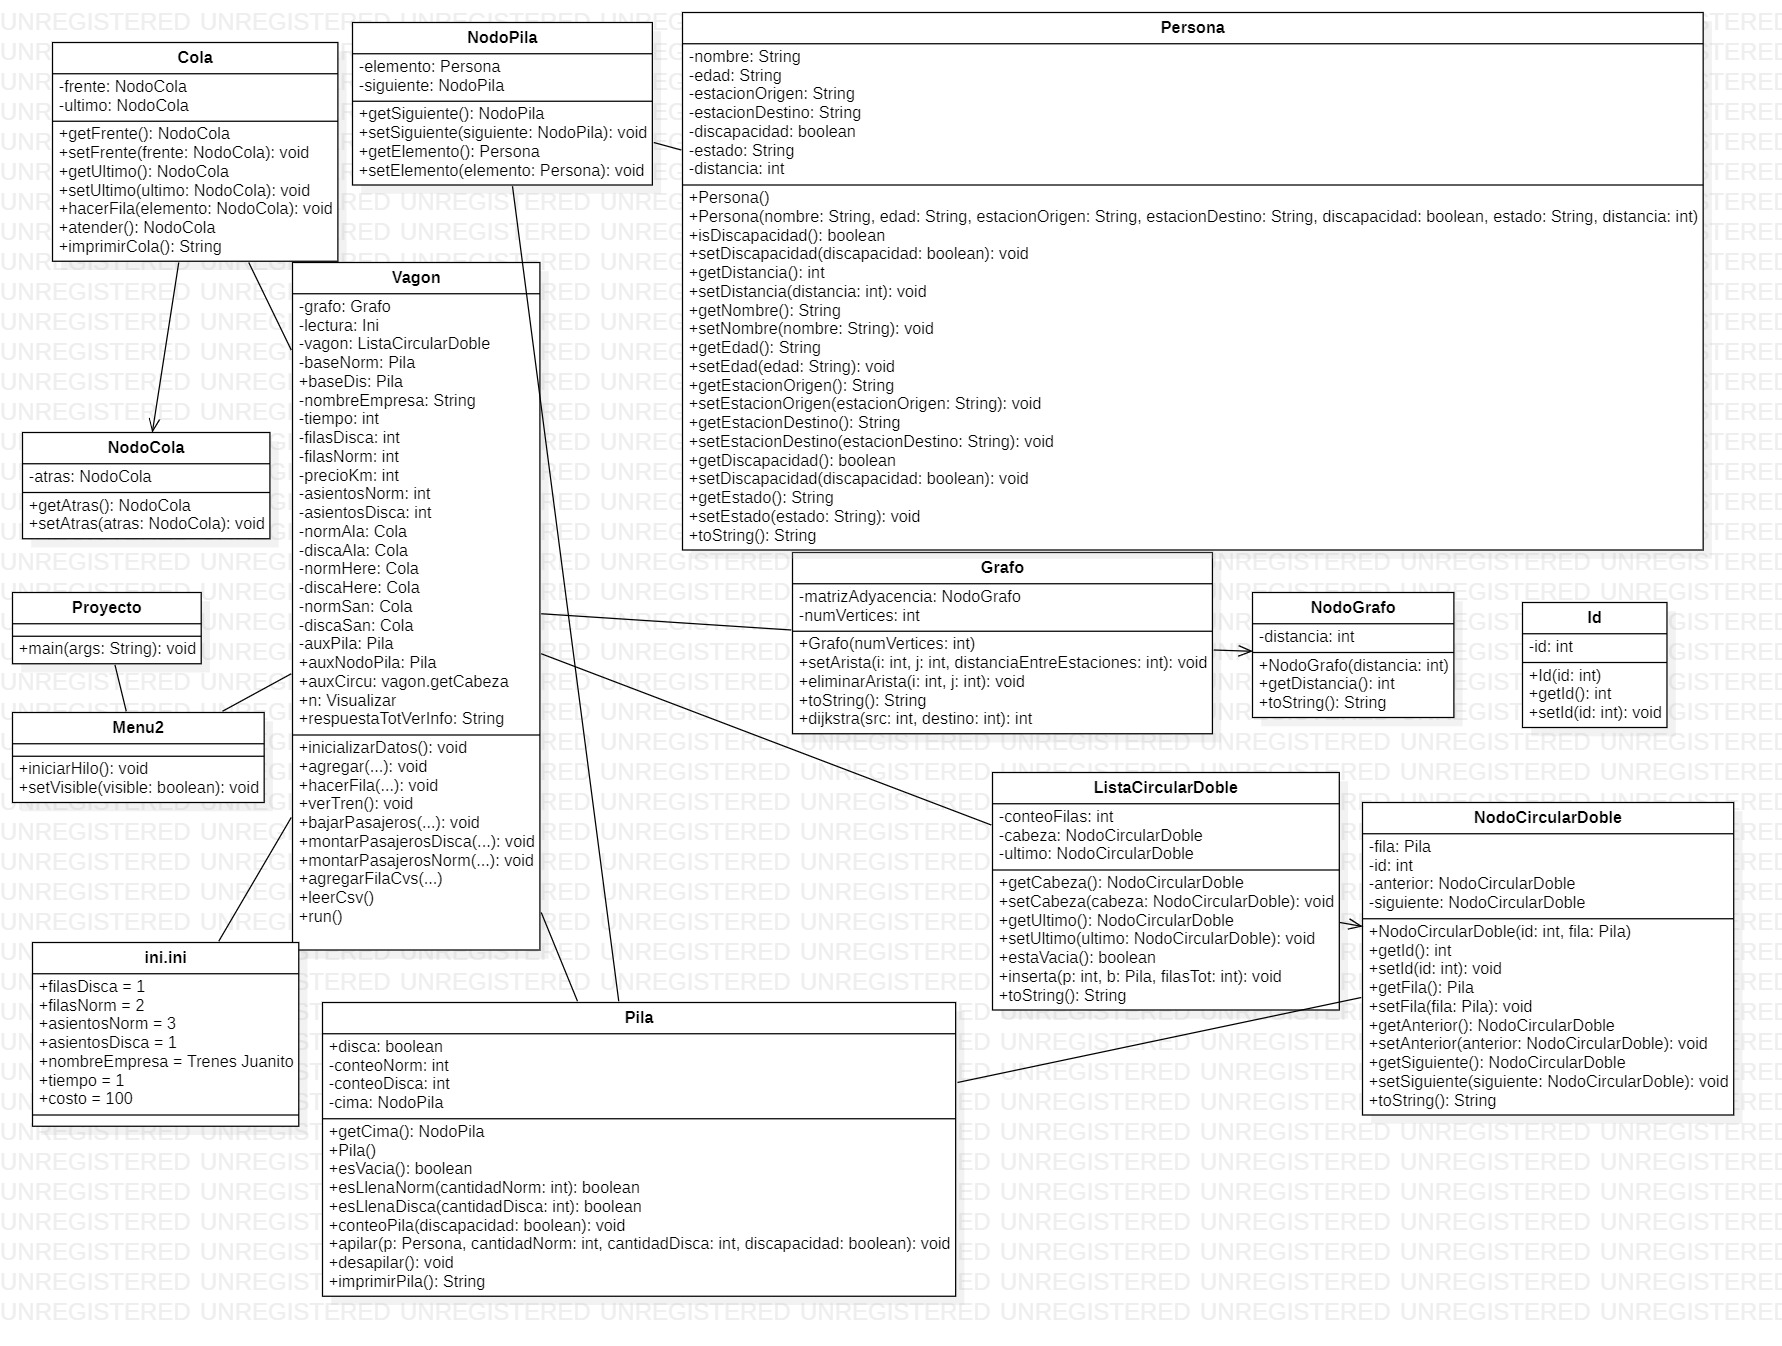 Cola
-frente: NodoCola
-ultimo: NodoCola
+getFrente(): NodoCola
+setFrente(frente: NodoCola): void
+getUltimo(): NodoCola
+setUltimo(ultimo: NodoCola): void
+hacerFila(elemento: NodoCola): void
+atender(): NodoCola
+imprimirCola(): String
NodoPila
-elemento: Persona
-siguiente: NodoPila
+getSiguiente(): NodoPila
+setSiguiente(siguiente: NodoPila): void
+getElemento(): Persona
+setElemento(elemento: Persona): void
Persona
-nombre: String
-edad: String
-estacionOrigen: String
-estacionDestino: String
-discapacidad: boolean
-estado: String
-distancia: int
+Persona()
+Persona(nombre: String, edad: String, estacionOrigen: String, estacionDestino: String, discapacidad: boolean, estado: String, distancia: int)
+isDiscapacidad(): boolean
+setDiscapacidad(discapacidad: boolean): void
+getDistancia(): int
+setDistancia(distancia: int): void
+getNombre(): String
+setNombre(nombre: String): void
+getEdad(): String
+setEdad(edad: String): void
+getEstacionOrigen(): String
+setEstacionOrigen(estacionOrigen: String): void
+getEstacionDestino(): String
+setEstacionDestino(estacionDestino: String): void
+getDiscapacidad(): boolean
+setDiscapacidad(discapacidad: boolean): void
+getEstado(): String
+setEstado(estado: String): void
+toString(): String
Vagon
-grafo: Grafo
-lectura: Ini
-vagon: ListaCircularDoble
-baseNorm: Pila
+baseDis: Pila
-nombreEmpresa: String
-tiempo: int
-filasDisca: int
-filasNorm: int
-precioKm: int
-asientosNorm: int
-asientosDisca: int
-normAla: Cola
-discaAla: Cola
-normHere: Cola
-discaHere: Cola
-normSan: Cola
-discaSan: Cola
-auxPila: Pila
+auxNodoPila: Pila
+auxCircu: vagon.getCabeza
+n: Visualizar
+respuestaTotVerInfo: String
+inicializarDatos(): void
+agregar(...): void
+hacerFila(...): void
+verTren(): void
+bajarPasajeros(...): void
+montarPasajerosDisca(...): void
+montarPasajerosNorm(...): void
+agregarFilaCvs(...)
+leerCsv()
+run()
NodoCola
-atras: NodoCola
+getAtras(): NodoCola
+setAtras(atras: NodoCola): void
Proyecto
+main(args: String): void
Menu2
+iniciarHilo(): void
+setVisible(visible: boolean): void
Grafo
-matrizAdyacencia: NodoGrafo
-numVertices: int
+Grafo(numVertices: int)
+setArista(i: int, j: int, distanciaEntreEstaciones: int): void
+eliminarArista(i: int, j: int): void
+toString(): String
+dijkstra(src: int, destino: int): int
NodoGrafo
-distancia: int
+NodoGrafo(distancia: int)
+getDistancia(): int
+toString(): String
Id
-id: int
+Id(id: int)
+getId(): int
+setId(id: int): void
ListaCircularDoble
-conteoFilas: int
-cabeza: NodoCircularDoble
-ultimo: NodoCircularDoble
+getCabeza(): NodoCircularDoble
+setCabeza(cabeza: NodoCircularDoble): void
+getUltimo(): NodoCircularDoble
+setUltimo(ultimo: NodoCircularDoble): void
+estaVacia(): boolean
+inserta(p: int, b: Pila, filasTot: int): void
+toString(): String
NodoCircularDoble
-fila: Pila
-id: int
-anterior: NodoCircularDoble
-siguiente: NodoCircularDoble
+NodoCircularDoble(id: int, fila: Pila)
+getId(): int
+setId(id: int): void
+getFila(): Pila
+setFila(fila: Pila): void
+getAnterior(): NodoCircularDoble
+setAnterior(anterior: NodoCircularDoble): void
+getSiguiente(): NodoCircularDoble
+setSiguiente(siguiente: NodoCircularDoble): void
+toString(): String
ini.ini
+filasDisca = 1
+filasNorm = 2
+asientosNorm = 3
+asientosDisca = 1
+nombreEmpresa = Trenes Juanito
+tiempo = 1
+costo = 100
Pila
+disca: boolean
-conteoNorm: int
-conteoDisca: int
-cima: NodoPila
+getCima(): NodoPila
+Pila()
+esVacia(): boolean
+esLlenaNorm(cantidadNorm: int): boolean
+esLlenaDisca(cantidadDisca: int): boolean
+conteoPila(discapacidad: boolean): void
+apilar(p: Persona, cantidadNorm: int, cantidadDisca: int, discapacidad: boolean): void
+desapilar(): void
+imprimirPila(): String